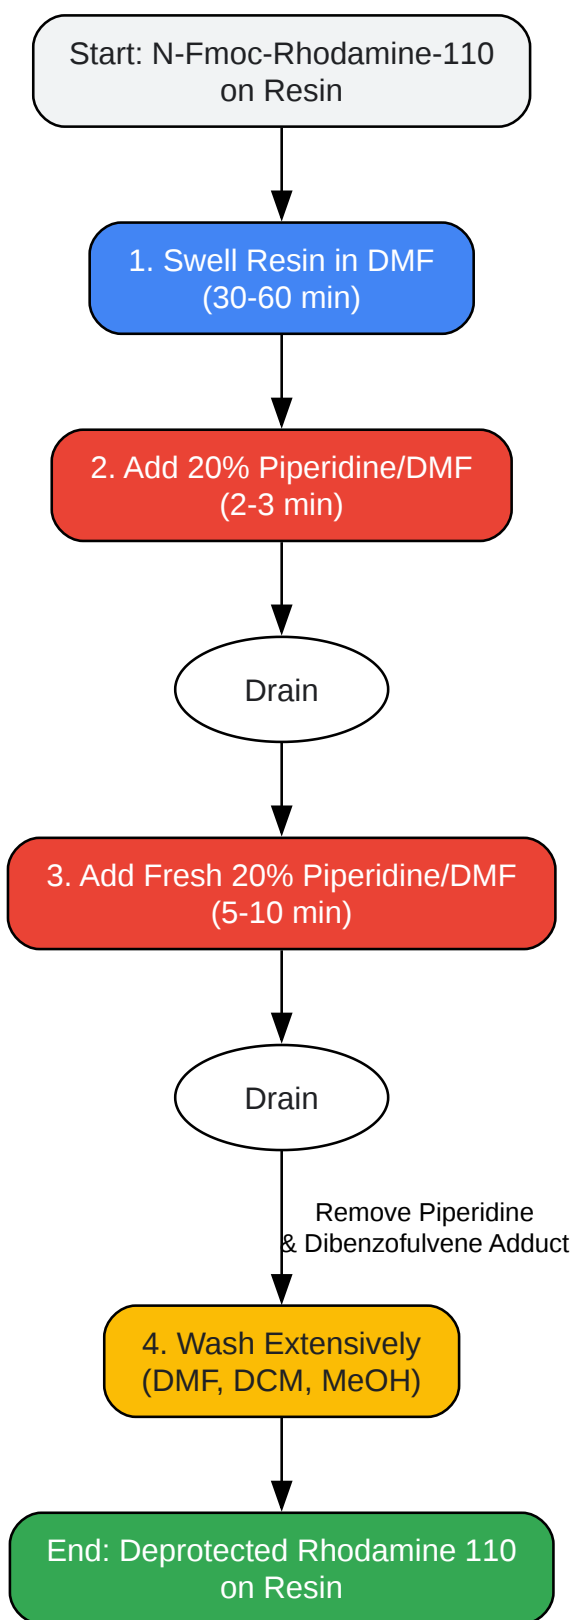 Start: N-Fmoc-Rhodamine-110
on Resin
1. Swell Resin in DMF
(30-60 min)
2. Add 20% Piperidine/DMF
(2-3 min)
Drain
3. Add Fresh 20% Piperidine/DMF
(5-10 min)
Drain
Remove Piperidine
& Dibenzofulvene Adduct
4. Wash Extensively
(DMF, DCM, MeOH)
End: Deprotected Rhodamine 110
on Resin